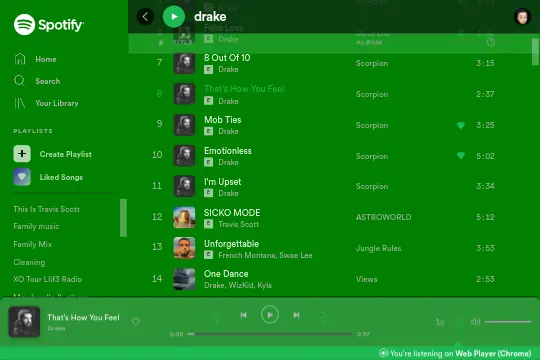 Spotify
Home
Search
Your Library
PLAYLISTS
Create Playlist
Liked Songs
This Is Travis Scott
Family music
Family Mix
Cleaning
XO Tour Llif3 Radio
drake
Fake Love
Drake
# TITLE ALBUM
7 8 Out Of 10 Scorpion 3:15
E Drake
8 That's How You Feel Scorpion 2:37
E Drake
9 Mob Ties Scorpion 3:25
E Drake
10 Emotionless Scorpion 5:02
E Drake
11 I'm Upset Scorpion 3:34
E Drake
12 SICKO MODE ASTROWORLD 5:12
E Travis Scott
13 Unforgettable Jungle Rules 3:53
E French Montana, Swae Lee
14 One Dance Views 2:53
Drake, WizKid, Kyla
That's How You Feel
Drake
0:56 2:37
You're listening on Web Player (Chrome)